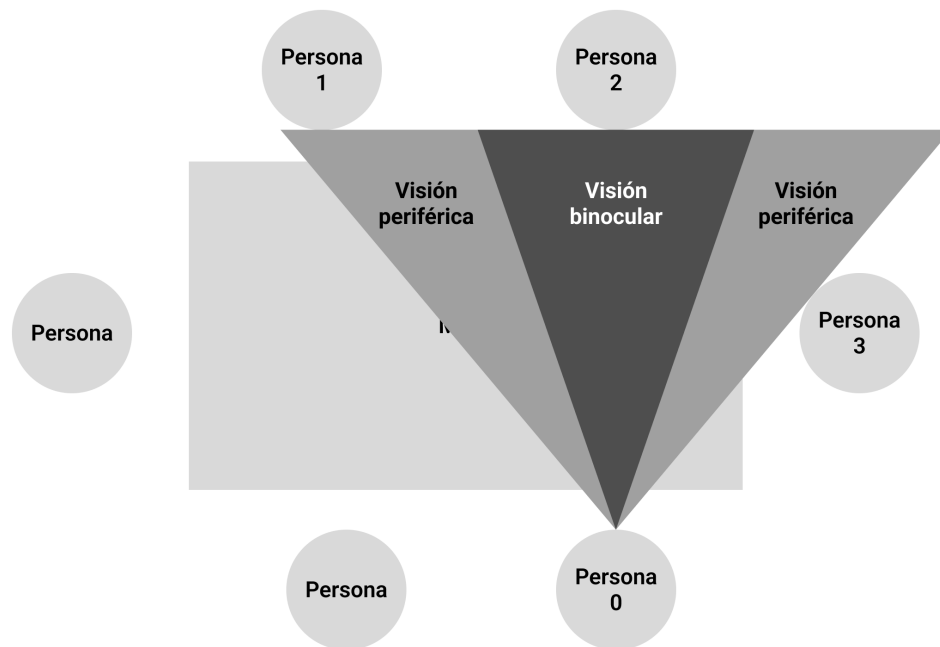 Persona
1
Persona
2
Visión
periférica
Visión
binocular
Visión
periférica
Persona
Persona
3
Persona
Persona
0